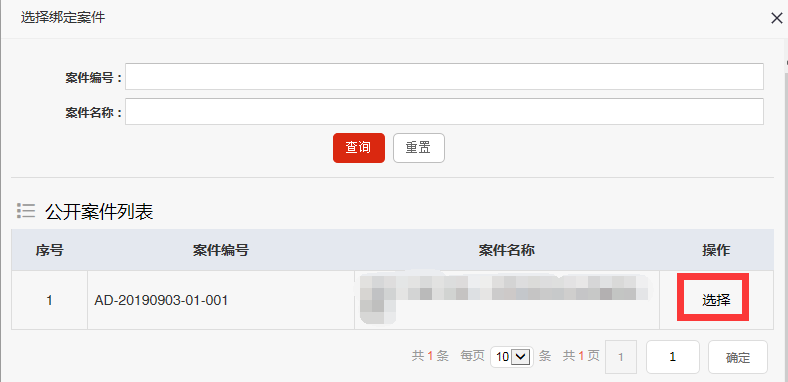 选择绑定案件
案件编号：
案件名称：
查询 重置
公开案件列表
序号 案件编号 案件名称 操作
1 AD-20190903-01-001 选择
共1条 每页 10 条 共1页 1 1 确定